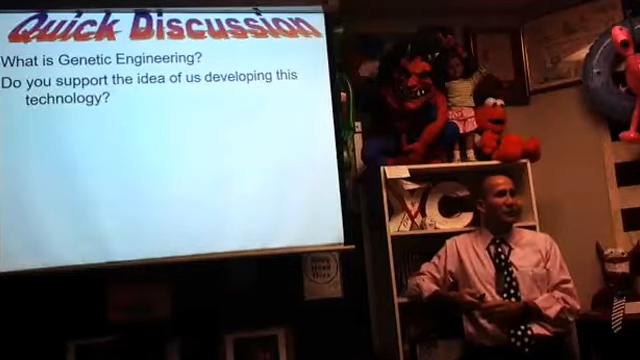 Quick Discussion
What is Genetic Engineering?
Do you support the idea of us developing this
technology?